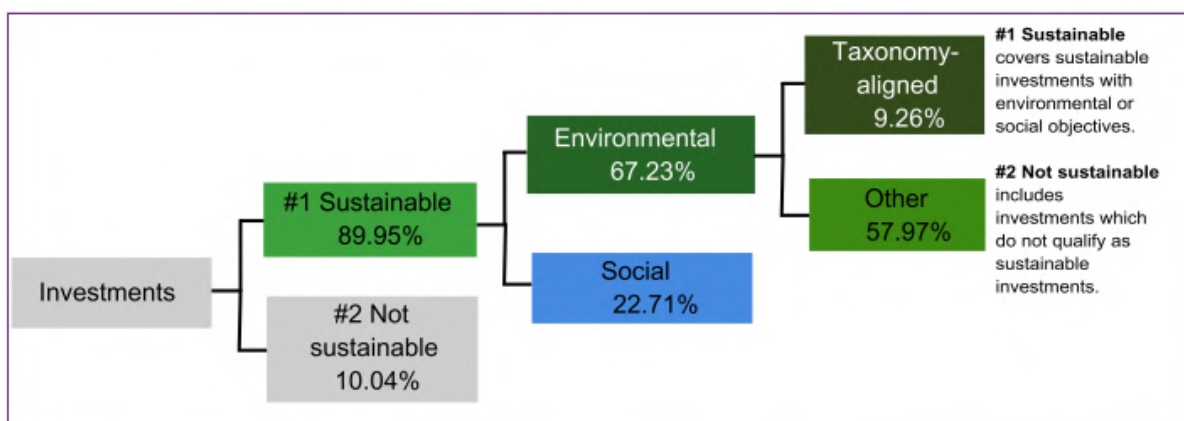 Investments
#1 Sustainable
89.95%
#2 Not
sustainable
10.04%
Environmental
67.23%
Social
22.71%
Taxonomy-
aligned
9.26%
Other
57.97%
#1 Sustainable
covers sustainable
investments with
environmental or
social objectives.
#2 Not sustainable
includes
investments which
do not qualify as
sustainable
investments.